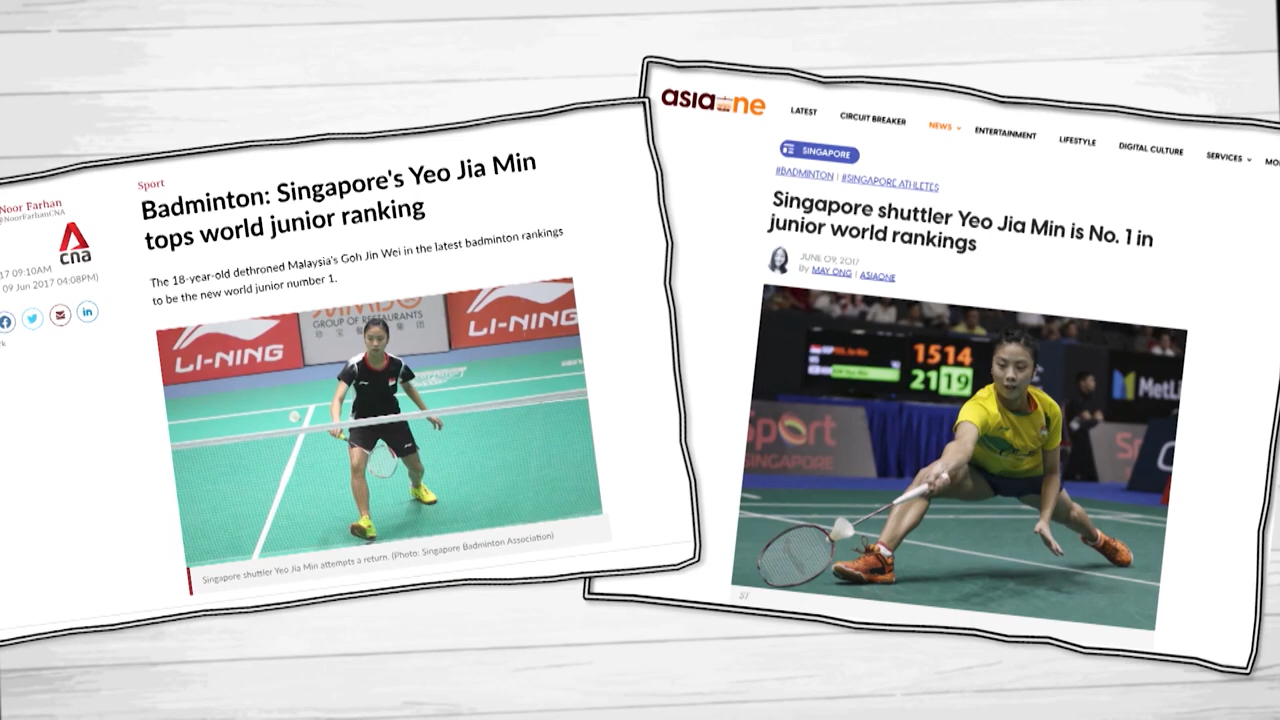 Noor Farhan
@NoorFarhanCNA
cna
17 09:10AM
09 Jun 2017 04:08PM)
Sport
Badminton: Singapore's Yeo Jia Min
tops world junior ranking
The 18-year-old dethroned Malaysia's Goh Jin Wei in the latest badminton rankings
to be the new world junior number 1.
LI-NING
GROUP OF RESTAURANTS
LI-NING
Singapore shuttler Yeo Jia Min attempts a return. (Photo: Singapore Badminton Association)
asiaone
LATEST CIRCUIT BREAKER NEWS ENTERTAINMENT LIFESTYLE DIGITAL CULTURE SERVICES
SINGAPORE
#BADMINTON | #SINGAPORE ATHLETES
Singapore shuttler Yeo Jia Min is No. 1 in
junior world rankings
JUNE 09, 2017
By MAY ONG | ASIAONE
1514
2119
MetLi
Sport
SINGAPORE
ST